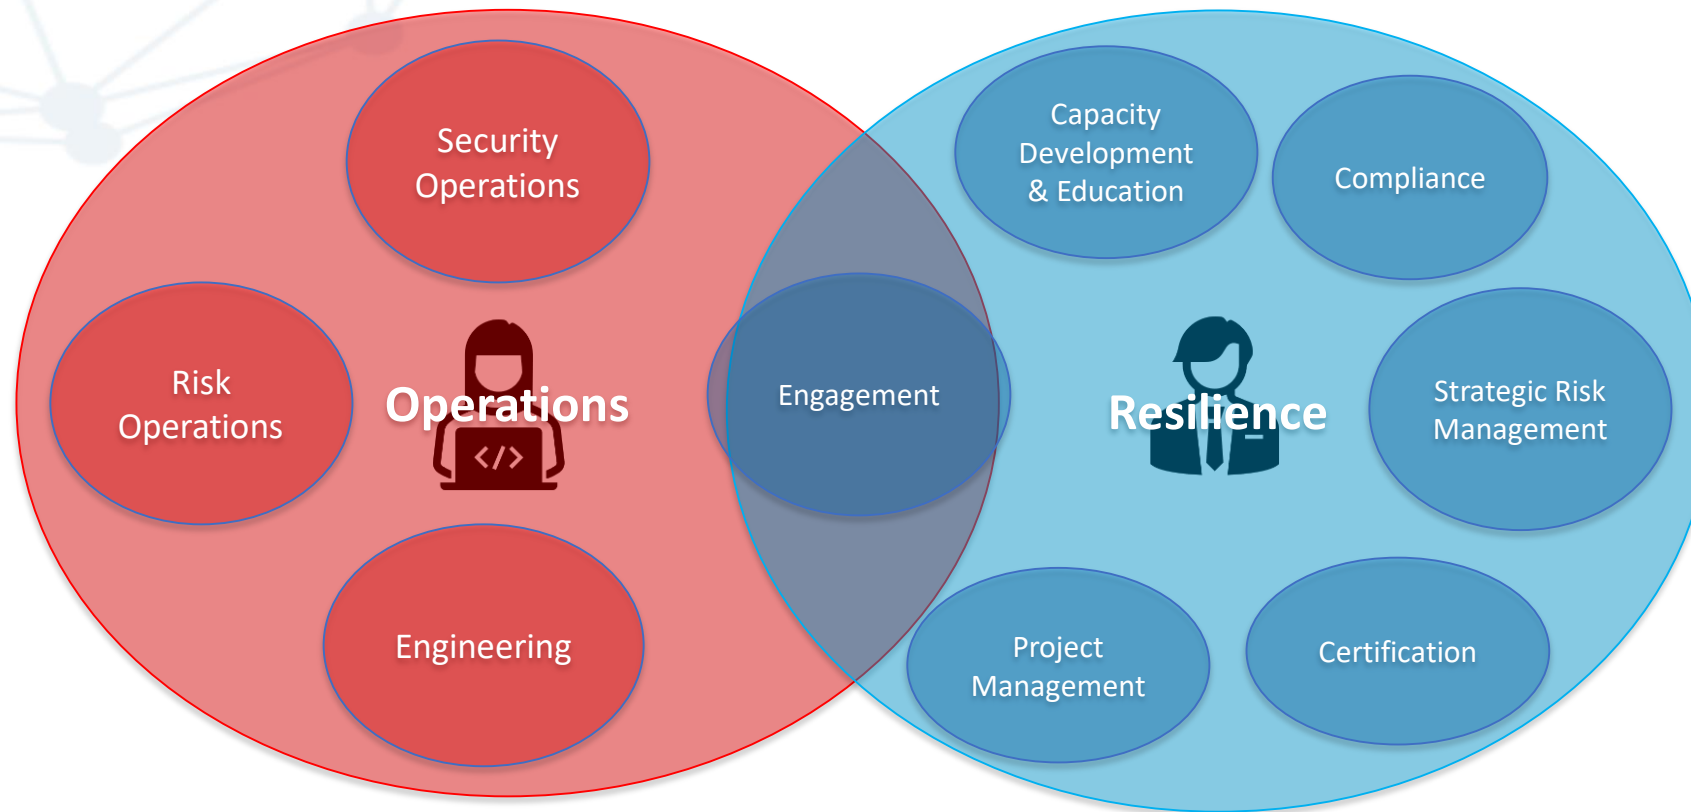 Security
Operations
Risk
Operations
Operations
</>
Engineering
Engagement
Capacity
Development
& Education
Compliance
Resilience
Strategic Risk
Management
Project
Management
Certification